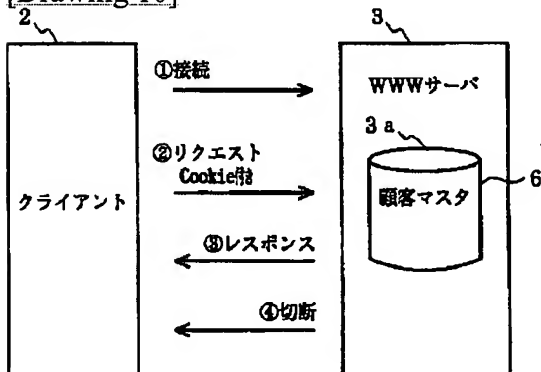 [Drawing 10]
2
3
①接続
WWWサーバ
3a
②リクエスト
Cookie付き
顧客マスタ
6
クライアント
③レスポンス
④切断